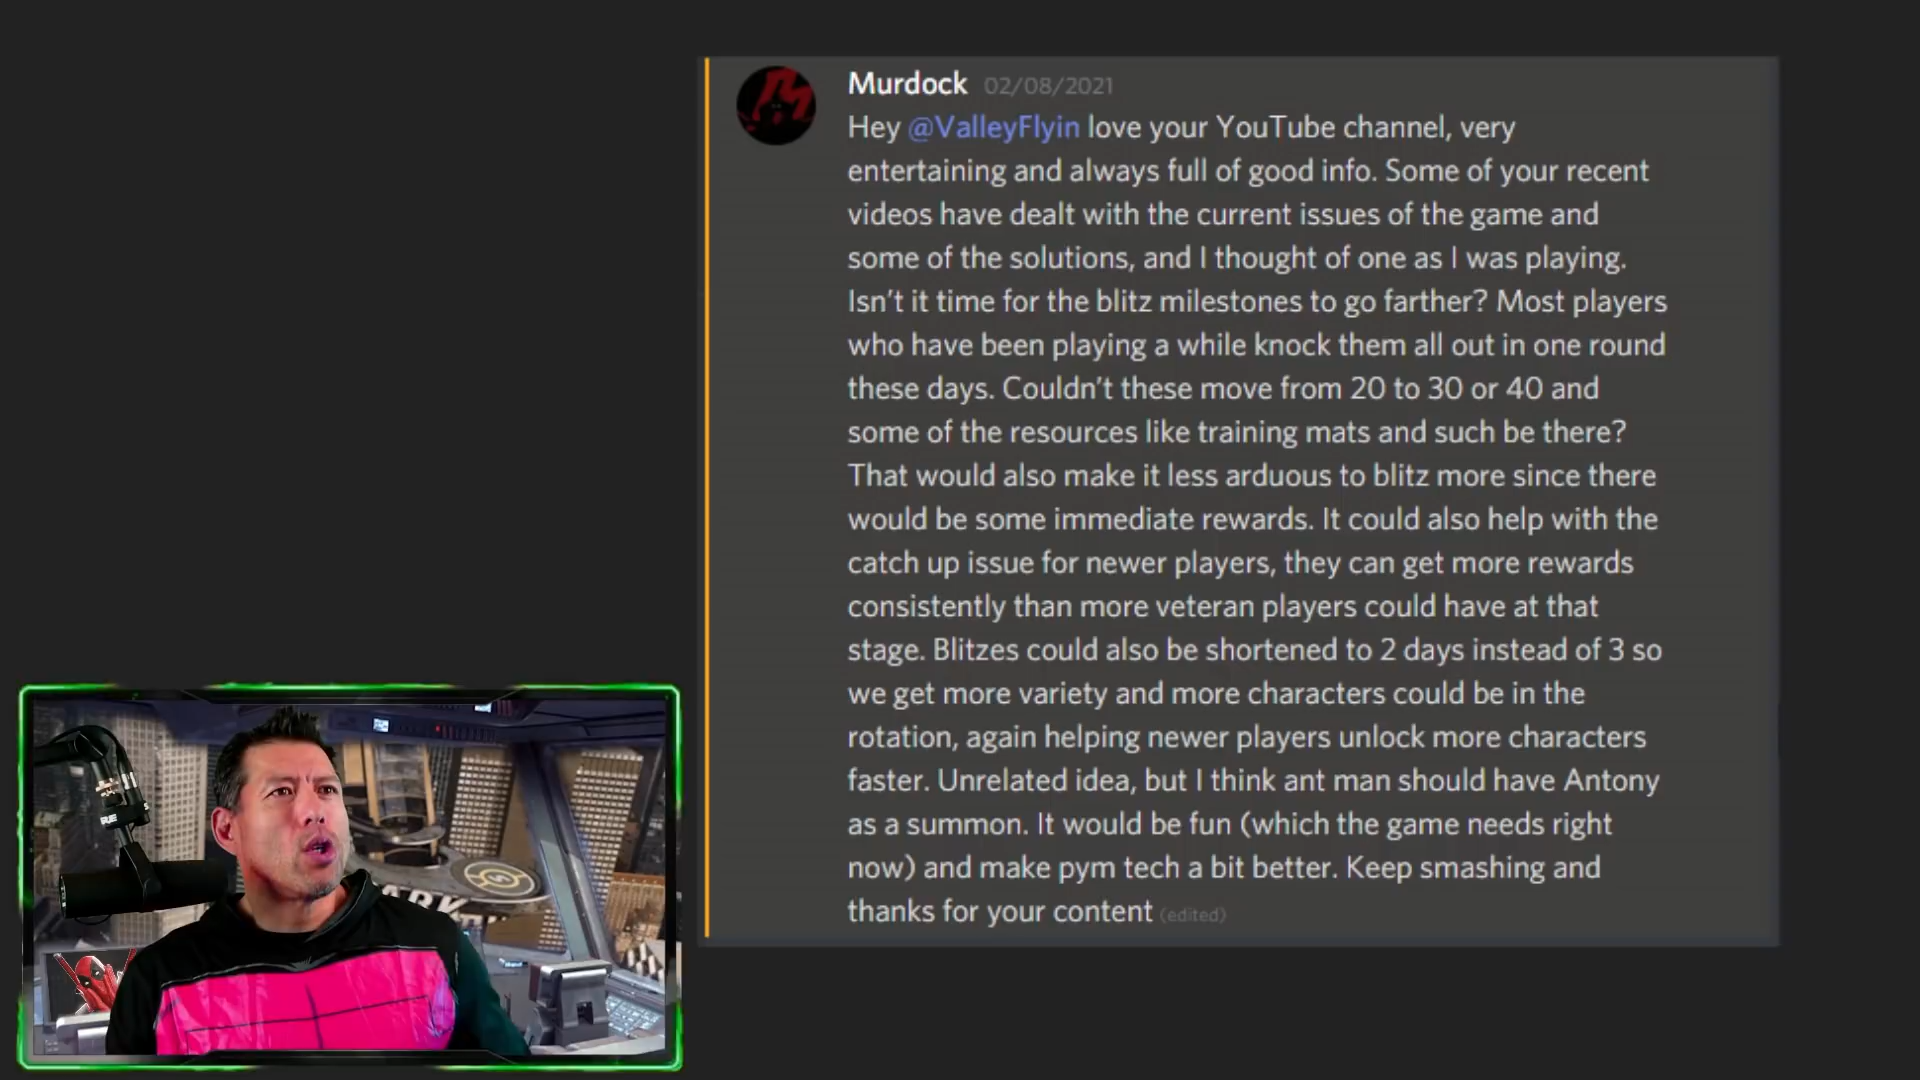 Murdock 02/08/2021
Hey @ValleyFlyin love your YouTube channel, very
entertaining and always full of good info. Some of your recent
videos have dealt with the current issues of the game and
some of the solutions, and I thought of one as I was playing.
Isn't it time for the blitz milestones to go farther? Most players
who have been playing a while knock them all out in one round
these days. Couldn't these move from 20 to 30 or 40 and
some of the resources like training mats and such be there?
That would also make it less arduous to blitz more since there
would be some immediate rewards. It could also help with the
catch up issue for newer players, they can get more rewards
consistently than more veteran players could have at that
stage. Blitzes could also be shortened to 2 days instead of 3 so
we get more variety and more characters could be in the
rotation, again helping newer players unlock more characters
faster. Unrelated idea, but I think ant man should have Antony
as a summon. It would be fun (which the game needs right
now) and make pym tech a bit better. Keep smashing and
thanks for your content (edited)